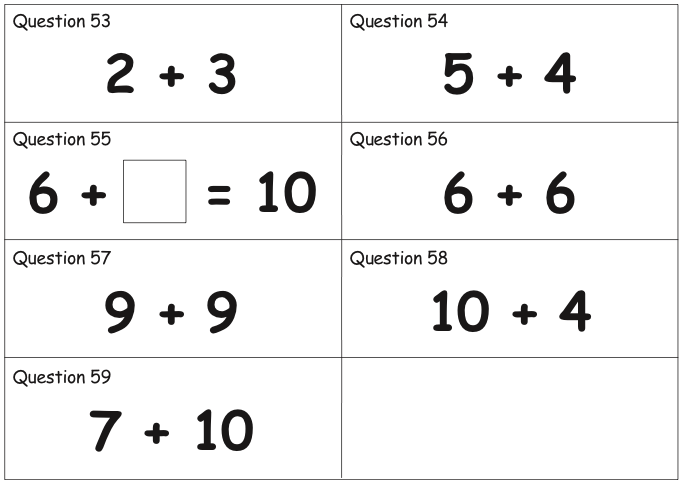 Question 53
2 + 3
Question 54
5 + 4
Question 55
6 + = 10
Question 56
6 + 6
Question 57
9 + 9
Question 58
10 + 4
Question 59
7 + 10